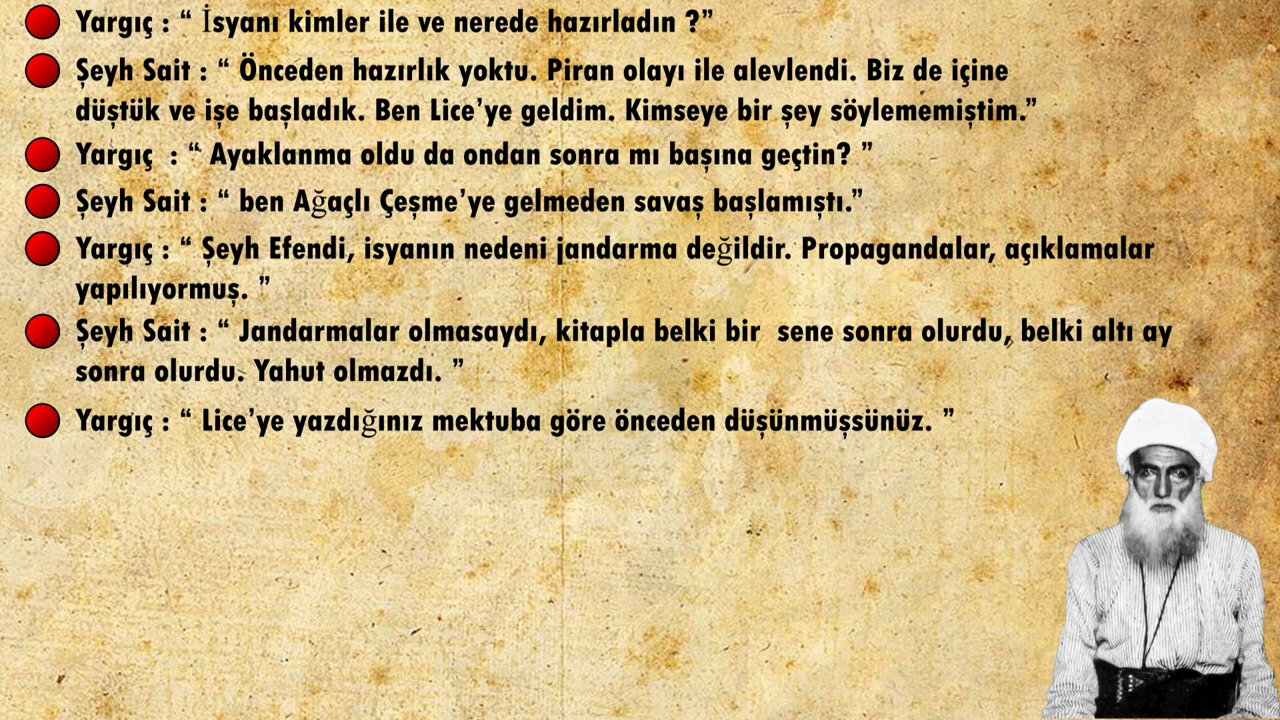 Yargıç : “ İsyanı kimler ile ve nerede hazırladın ?”
Şeyh Sait : “ Önceden hazırlık yoktu. Piran olayı ile alevlendi. Biz de içine
düştük ve işe başladık. Ben Lice’ye geldim. Kimseye bir şey söylememiştim.”
Yargıç  : “ Ayaklanma oldu da ondan sonra mı başına geçtin? ”
Şeyh Sait : “ ben Ağaçlı Çeşme’ye gelmeden savaş başlamıştı.”
Yargıç : “ Şeyh Efendi, isyanın nedeni jandarma değildir. Propagandalar, açıklamalar
yapılıyormuş. ”
Şeyh Sait : “ Jandarmalar olmasaydı, kitapla belki bir  sene sonra olurdu, belki altı ay
sonra olurdu. Yahut olmazdı. ”
Yargıç : “ Lice’ye yazdığınız mektuba göre önceden düşünmüşsünüz. ”